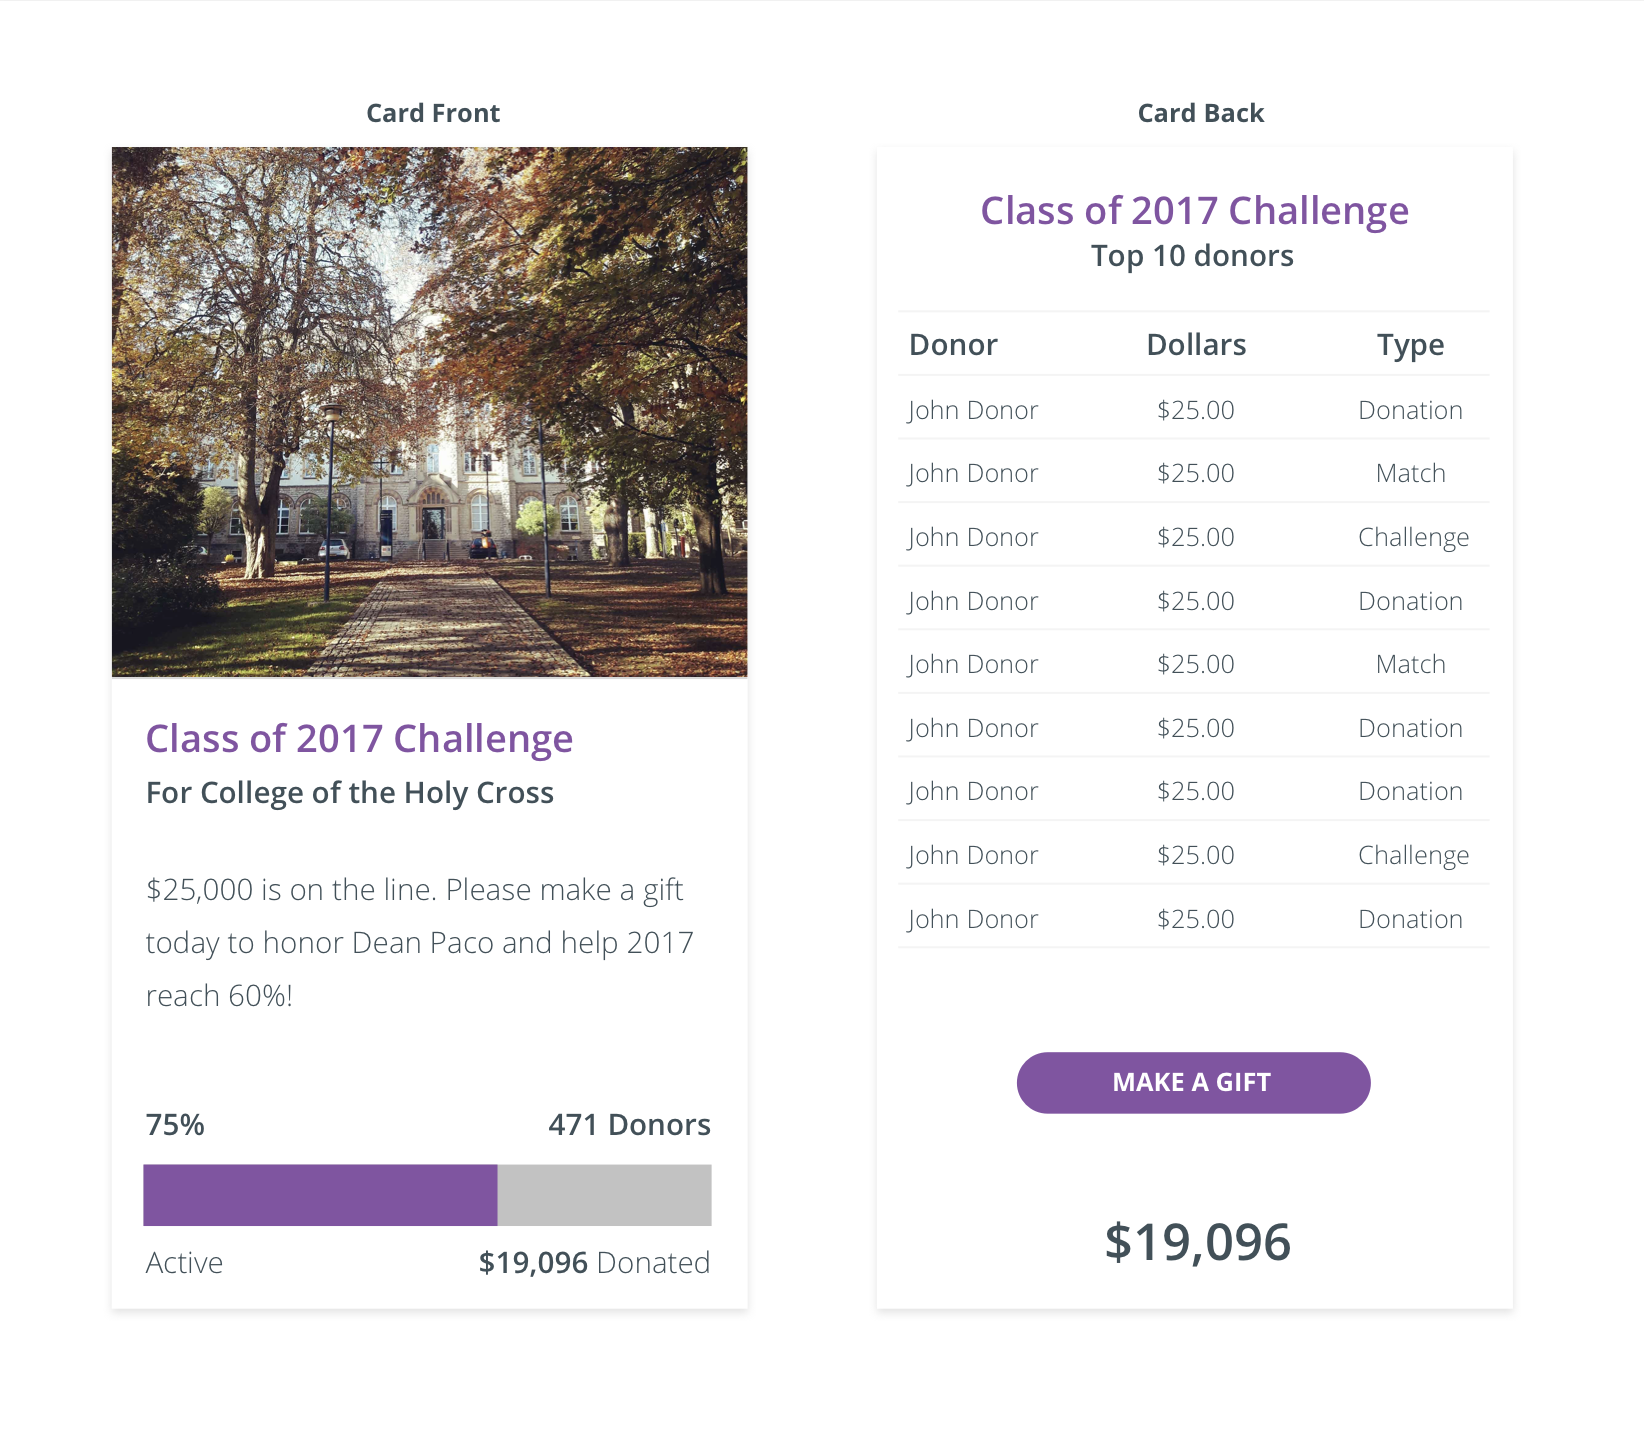 Card Front
Class of 2017 Challenge
For College of the Holy Cross
$25,000 is on the line. Please make a gift
today to honor Dean Paco and help 2017
reach 60%!
75% 471 Donors
Active $19,096 Donated
Card Back
Class of 2017 Challenge
Top 10 donors
Donor Dollars Type
John Donor $25.00 Donation
John Donor $25.00 Match
John Donor $25.00 Challenge
John Donor $25.00 Donation
John Donor $25.00 Match
John Donor $25.00 Donation
John Donor $25.00 Donation
John Donor $25.00 Challenge
John Donor $25.00 Donation
MAKE A GIFT
$19,096